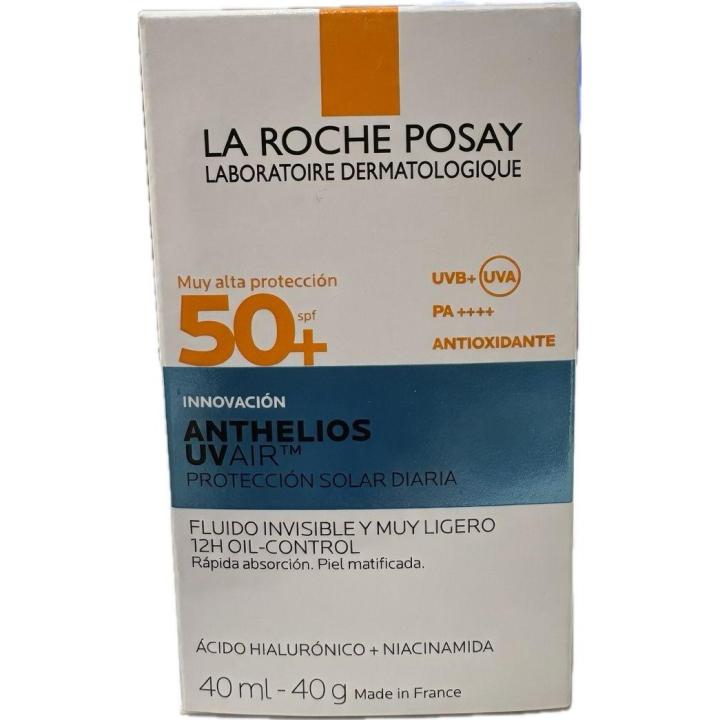 LA ROCHE POSAY
LABORATOIRE DERMATOLOGIQUE
Muy alta protección
50+ spf
UVB+ UVA
PA ++++
ANTIOXIDANTE
INNOVACIÓN
ANTHELIOS
UVAIR™
PROTECCIÓN SOLAR DIARIA
FLUIDO INVISIBLE Y MUY LIGERO
12H OIL-CONTROL
Rápida absorción. Piel matificada.
ÁCIDO HIALURÓNICO + NIACINAMIDA
40 ml - 40 g Made in France